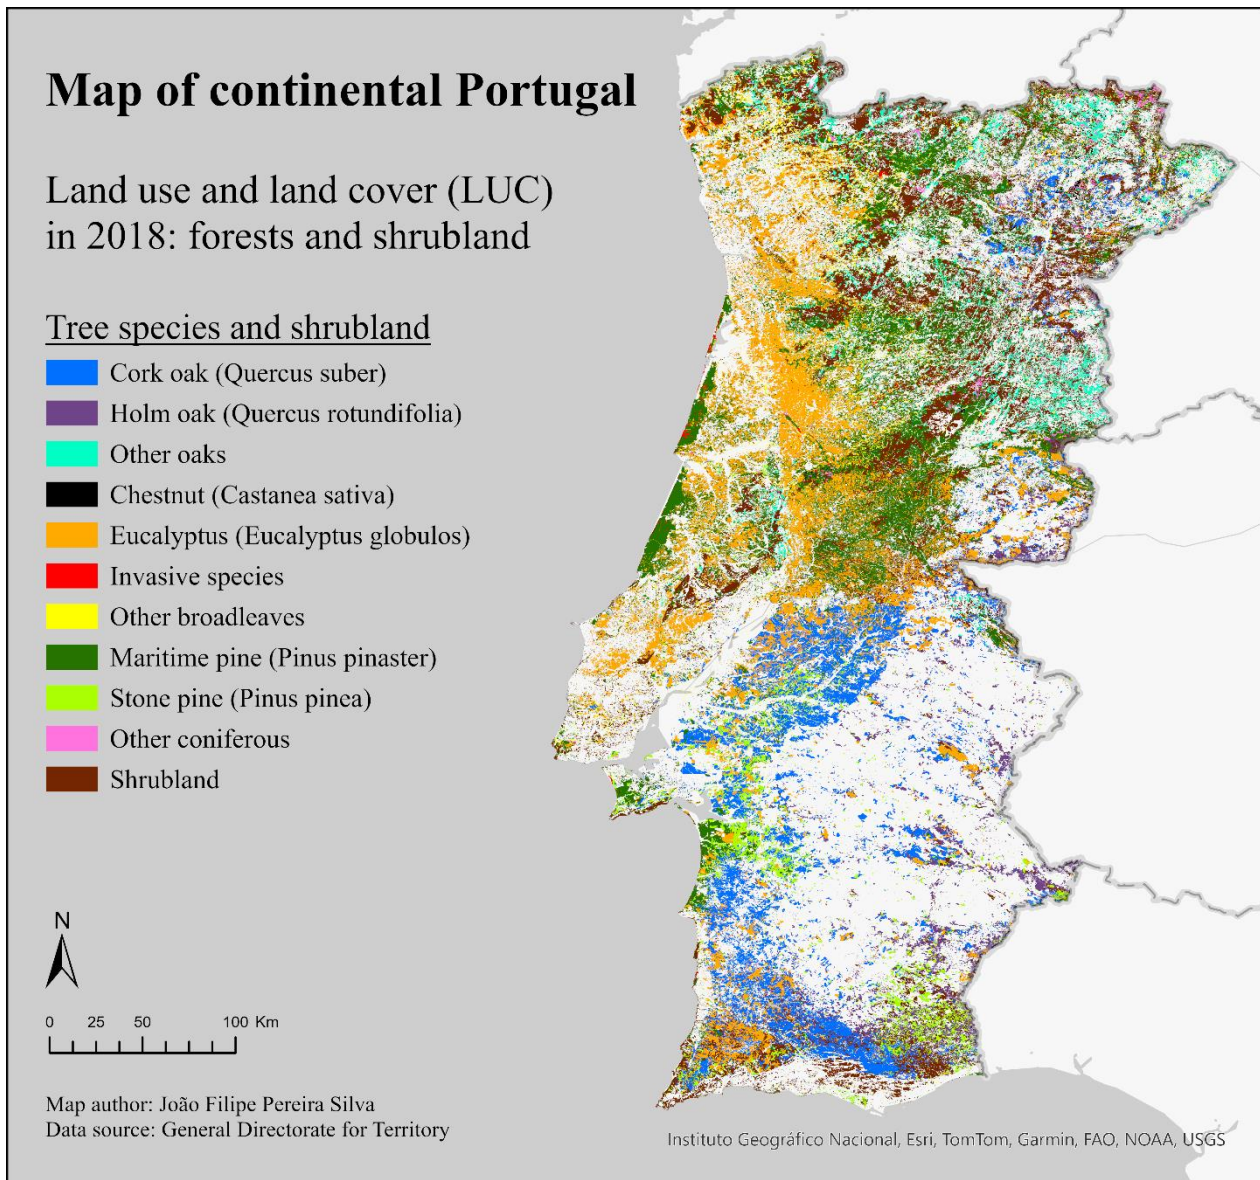 Map of continental Portugal
Land use and land cover (LUC)
in 2018: forests and shrubland
Tree species and shrubland
Cork oak (Quercus suber)
Holm oak (Quercus rotundifolia)
Other oaks
Chestnut (Castanea sativa)
Eucalyptus (Eucalyptus globulos)
Invasive species
Other broadleaves
Maritime pine (Pinus pinaster)
Stone pine (Pinus pinea)
Other coniferous
Shrubland
N
0 25 50 100 Km
Map author: João Filipe Pereira Silva
Data source: General Directorate for Territory
Instituto Geográfico Nacional, Esri, TomTom, Garmin, FAO, NOAA, USGS